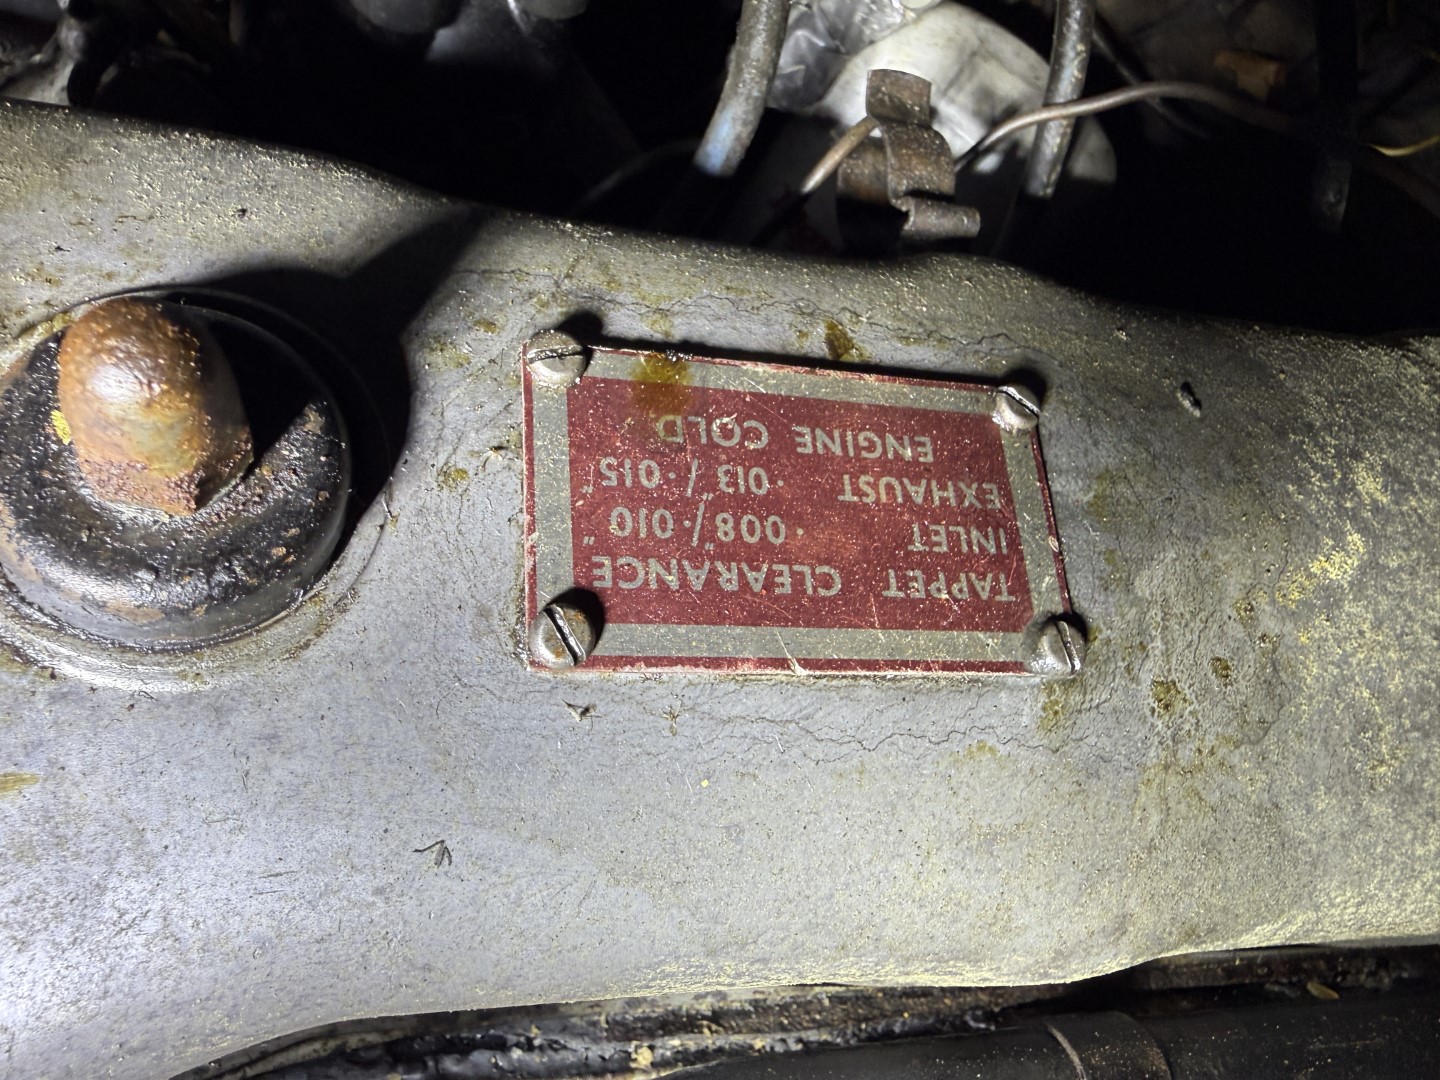 TAPPET CLEARANCE
INLET ·008"/·010"
EXHAUST ·013"/·015"
ENGINE COLD